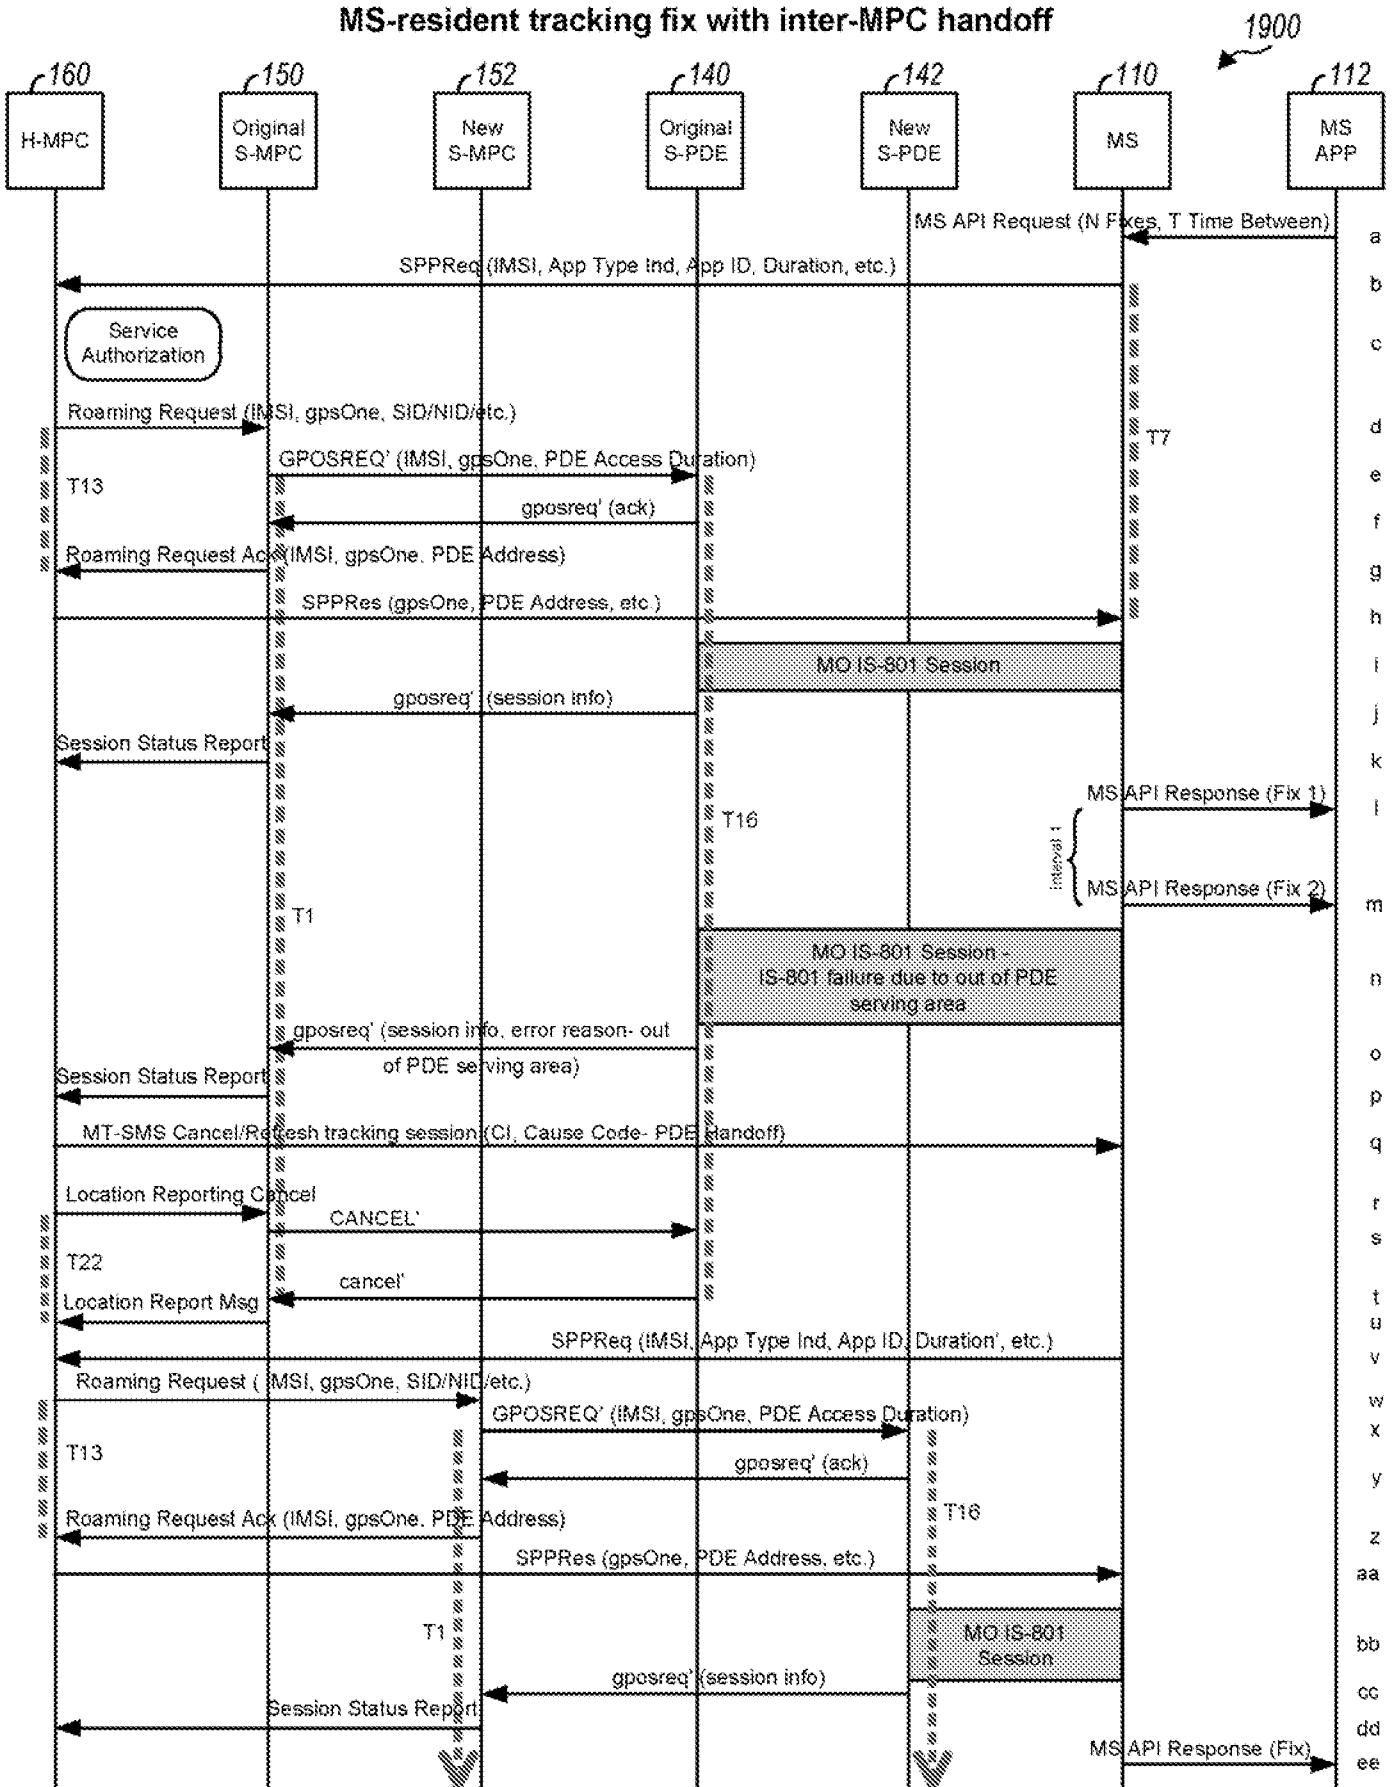 MS-resident tracking fix with inter-MPC handoff
1900
160
150
152
140
142
110
112
H-MPC
Original
S-MPC
New
S-MPC
Original
S-PDE
New
S-PDE
MS
MS
APP
MS API Request (N Fixes, T Time Between)
a
SPPReq (IMSI, App Type Ind, App ID, Duration, etc.)
b
Service
Authorization
c
Roaming Request (IMSI, gpsOne, SID/NID/etc.)
d
T7
GPOSREQ' (IMSI, gpsOne, PDE Access Duration)
e
T13
gposreq' (ack)
f
Roaming Request Ack (IMSI, gpsOne. PDE Address)
g
SPPRes (gpsOne, PDE Address, etc.)
h
MO IS-801 Session
i
gposreq' (session info)
j
Session Status Report
k
MS API Response (Fix 1)
l
T16
Interval 1
MS API Response (Fix 2)
m
T1
MO IS-801 Session -
IS-801 failure due to out of PDE
serving area
n
gposreq' (session info, error reason- out
of PDE serving area)
o
Session Status Report
p
MT-SMS Cancel/Refresh tracking session (CI, Cause Code- PDE Handoff)
q
Location Reporting Cancel
r
CANCEL'
s
T22
cancel'
t
Location Report Msg
u
SPPReq (IMSI, App Type Ind, App ID, Duration', etc.)
v
Roaming Request ( IMSI, gpsOne, SID/NID/etc.)
w
GPOSREQ' (IMSI, gpsOne, PDE Access Duration)
x
T13
gposreq' (ack)
y
T16
Roaming Request Ack (IMSI, gpsOne. PDE Address)
z
SPPRes (gpsOne, PDE Address, etc.)
aa
T1
MO IS-801
Session
bb
gposreq' (session info)
cc
Session Status Report
dd
MS API Response (Fix)
ee